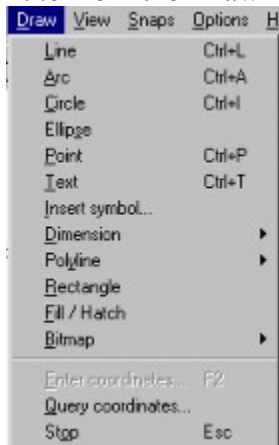 Draw View Snaps Options H
Line Ctrl+L
Arc Ctrl+A
Circle Ctrl+I
Ellipse
Point Ctrl+P
Text Ctrl+T
Insert symbol...
Dimension
Polyline
Rectangle
Fill / Hatch
Bitmap
Enter coordinates... F2
Query coordinates...
Stop Esc